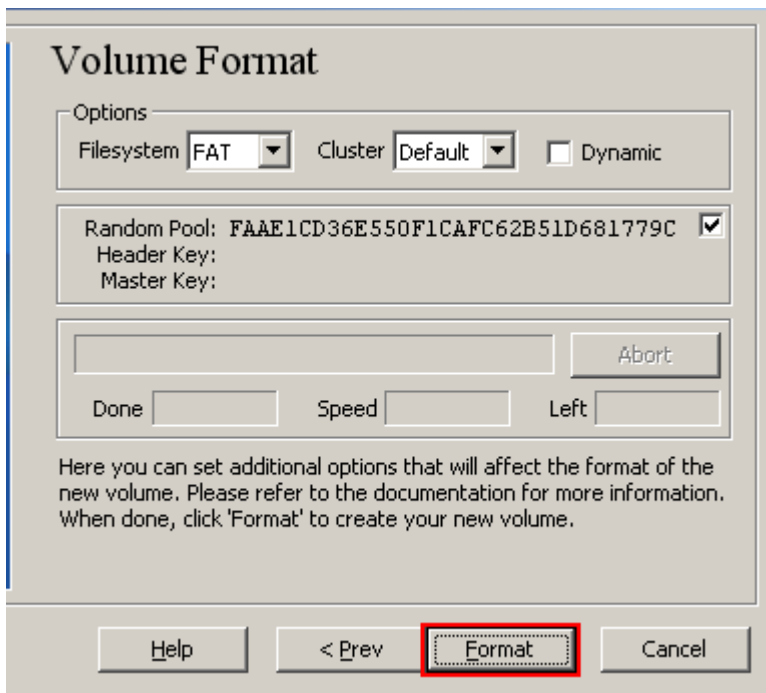 Volume Format
Options
Filesystem FAT Cluster Default Dynamic
Random Pool: FAAE1CD36E550F1CAFC62B51D681779C
Header Key:
Master Key:
Abort
Done Speed Left
Here you can set additional options that will affect the format of the
new volume. Please refer to the documentation for more information.
When done, click 'Format' to create your new volume.
Help < Prev Format Cancel